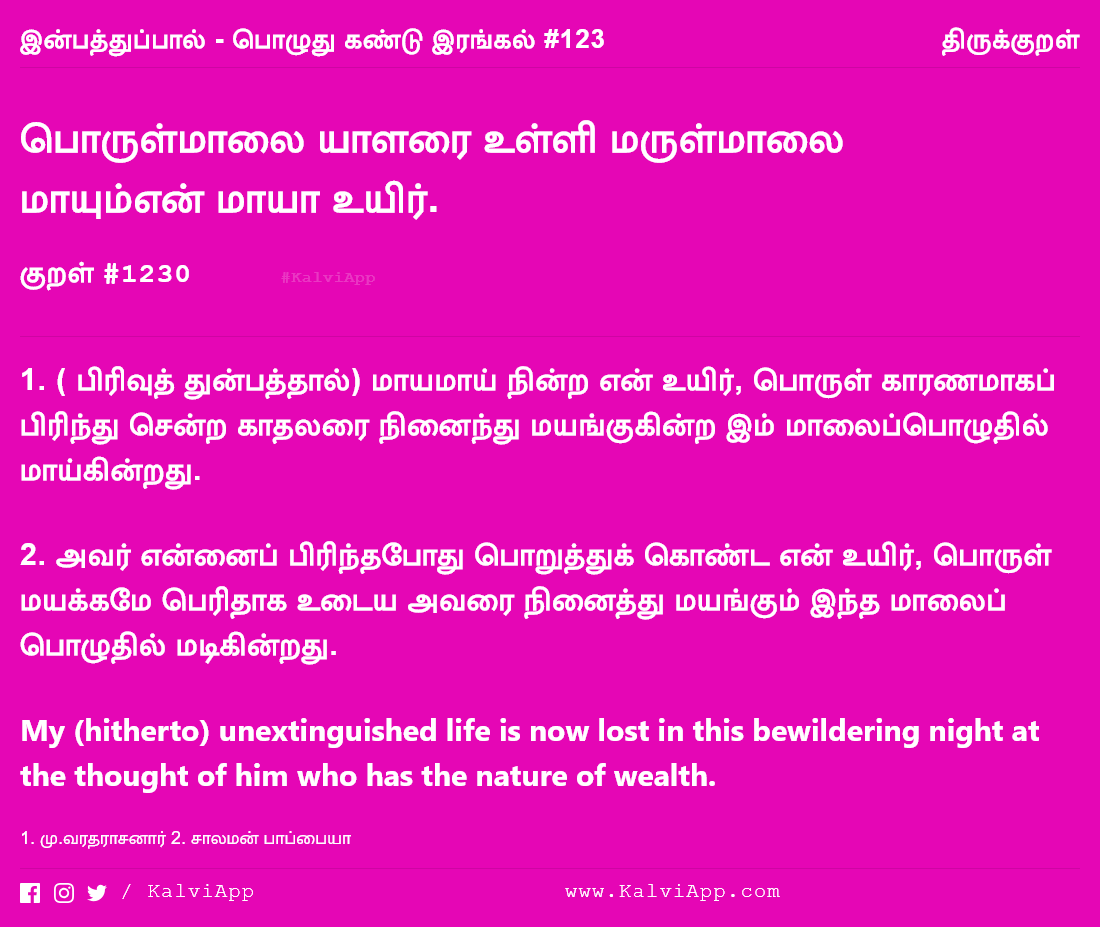 இன்பத்துப்பால் - பொழுது கண்டு இரங்கல் #123 திருக்குறள்
பொருள்மாலை யாளரை உள்ளி மருள்மாலை
மாயும்என் மாயா உயிர்.
குறள் #1230 #KalviApp
1. ( பிரிவுத் துன்பத்தால்) மாயமாய் நின்ற என் உயிர், பொருள் காரணமாகப்
பிரிந்து சென்ற காதலரை நினைந்து மயங்குகின்ற இம் மாலைப்பொழுதில்
மாய்கின்றது.
2. அவர் என்னைப் பிரிந்தபோது பொறுத்துக் கொண்ட என் உயிர், பொருள்
மயக்கமே பெரிதாக உடைய அவரை நினைத்து மயங்கும் இந்த மாலைப்
பொழுதில் மடிகின்றது.
My (hitherto) unextinguished life is now lost in this bewildering night at
the thought of him who has the nature of wealth.
1. மு.வரதராசனார் 2. சாலமன் பாப்பையா
/ KalviApp www.KalviApp.com